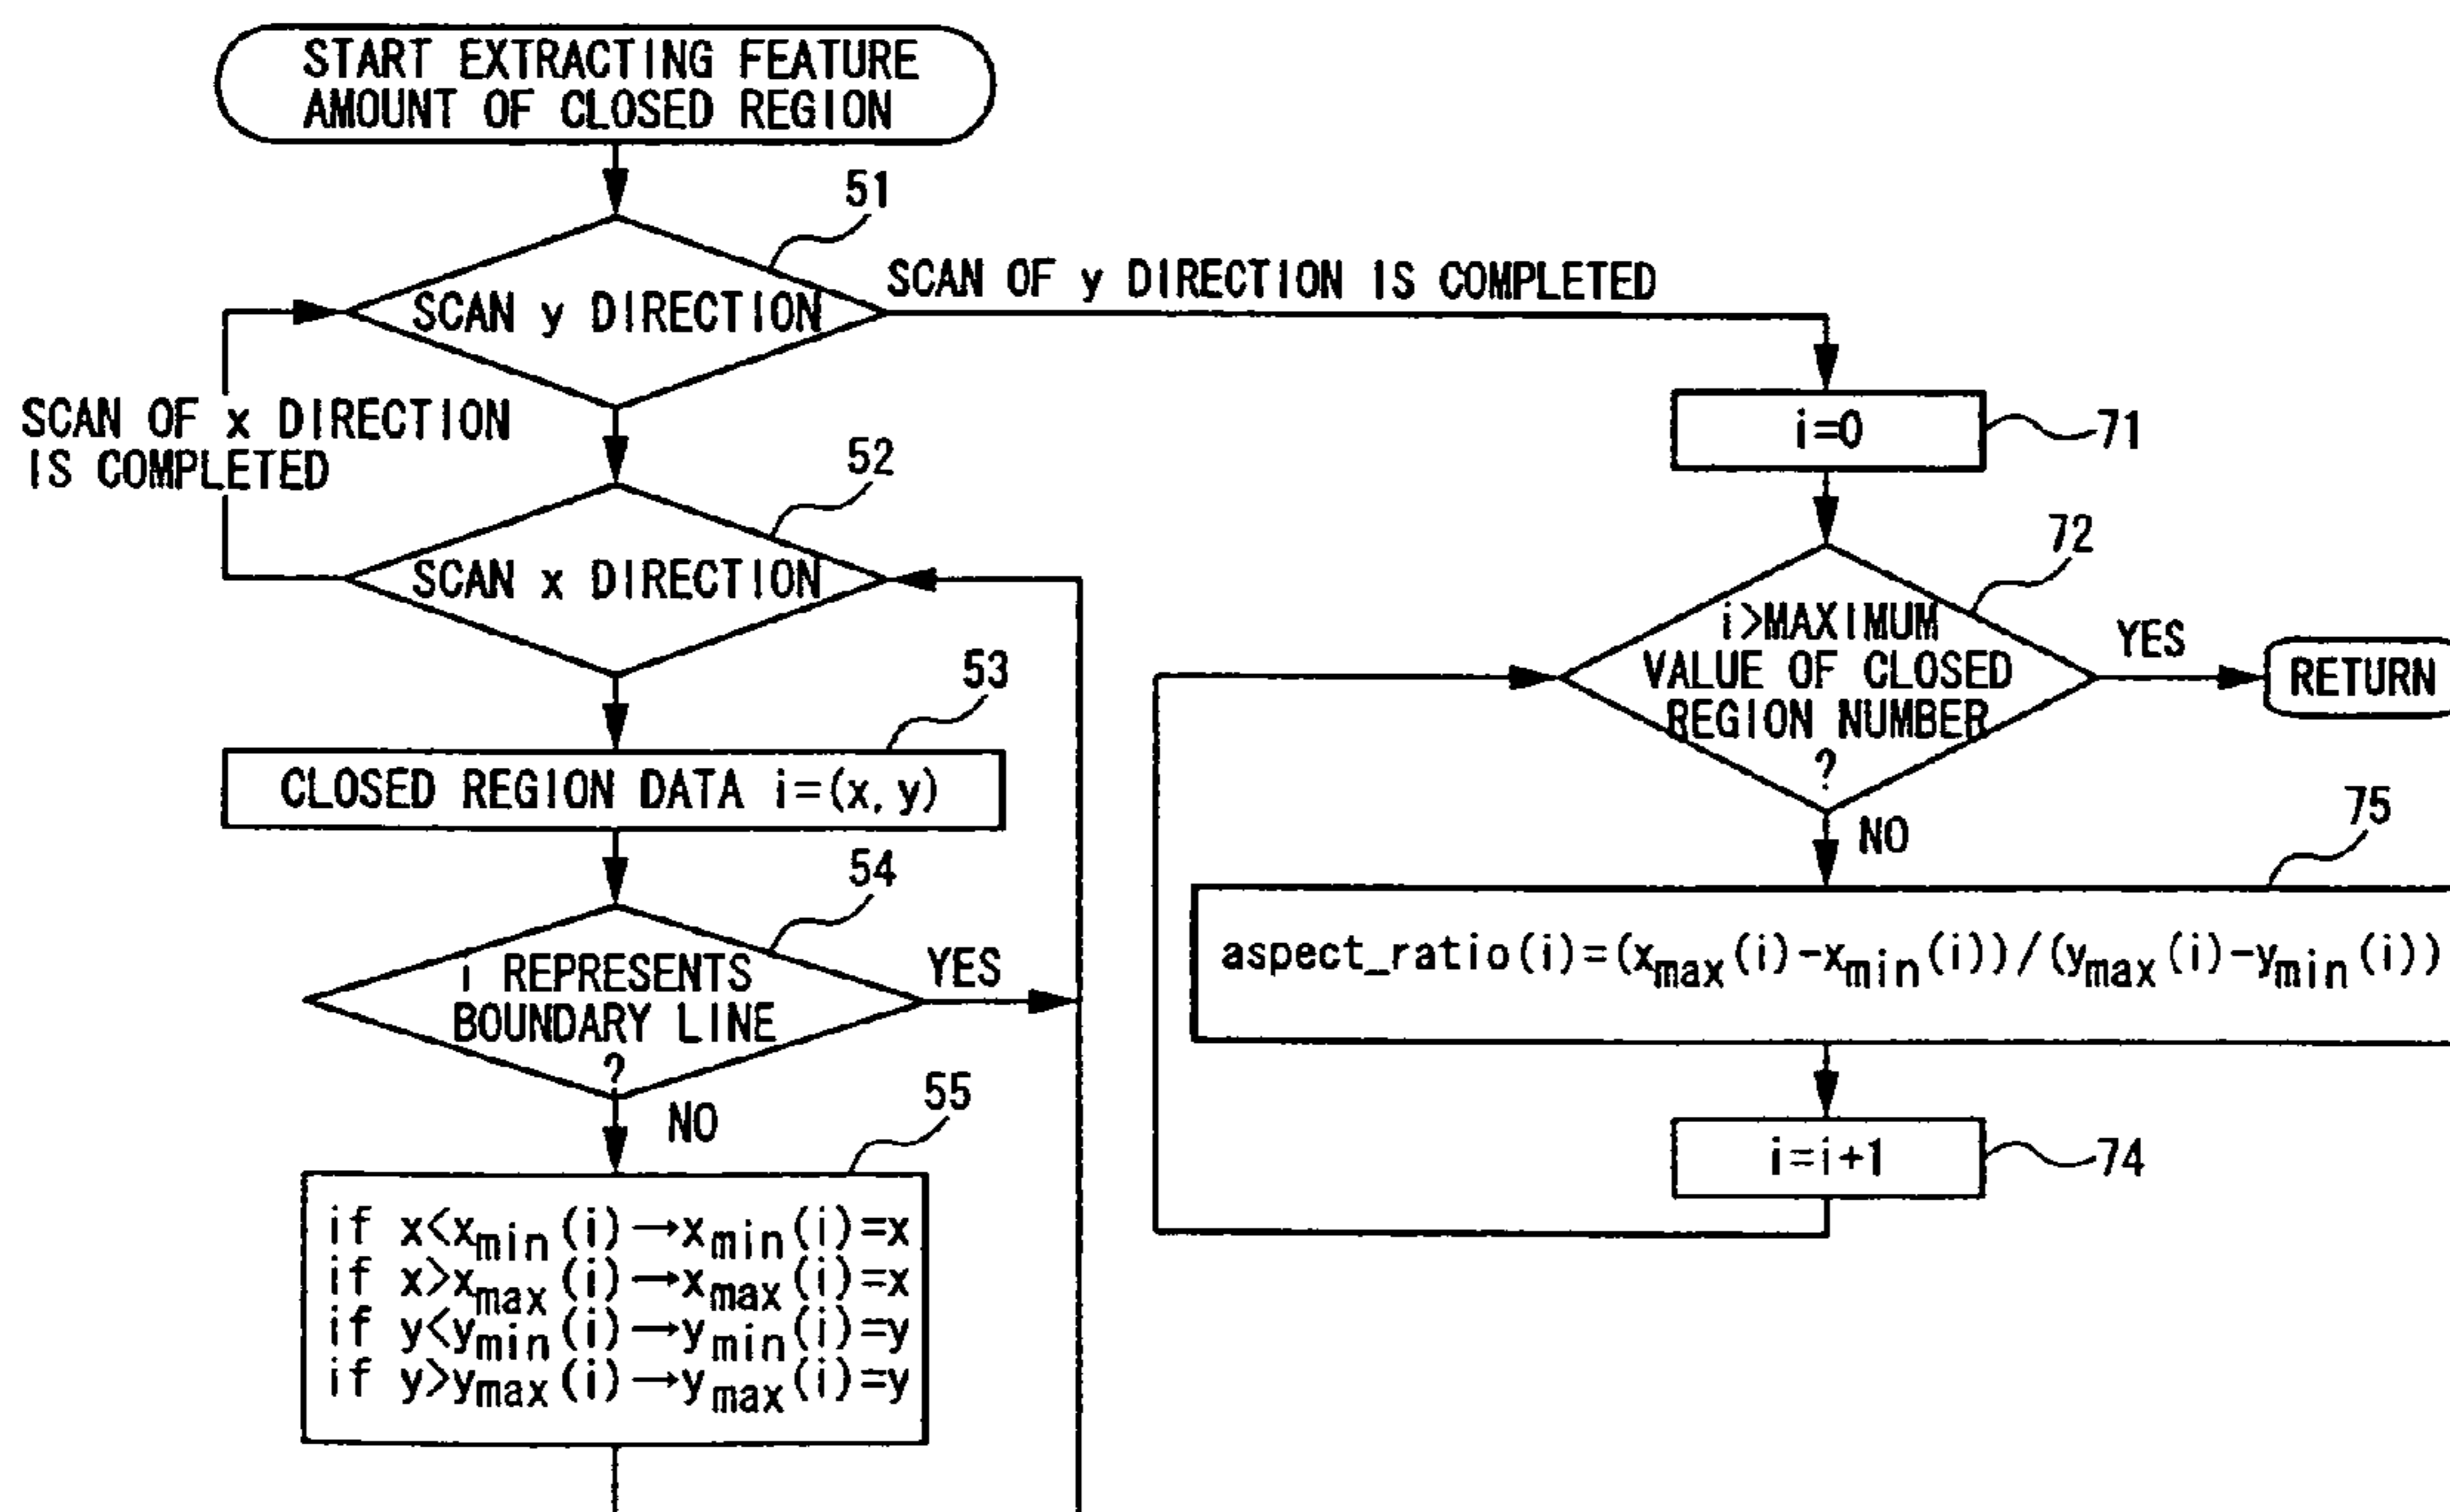 START EXTRACTING FEATURE
AMOUNT OF CLOSED REGION
51
SCAN y DIRECTION
SCAN OF y DIRECTION IS COMPLETED
SCAN OF x DIRECTION
IS COMPLETED
52
SCAN x DIRECTION
53
CLOSED REGION DATA i=(x, y)
54
i REPRESENTS
BOUNDARY LINE
?
YES
NO
55
if x<xmin(i)→xmin(i)=x
if x>xmax(i)→xmax(i)=x
if y<ymin(i)→ymin(i)=y
if y>ymax(i)→ymax(i)=y
i=0
71
72
i>MAXIMUM
VALUE OF CLOSED
REGION NUMBER
?
YES
RETURN
NO
75
aspect_ratio(i)=(xmax(i)-xmin(i))/(ymax(i)-ymin(i))
i=i+1
74